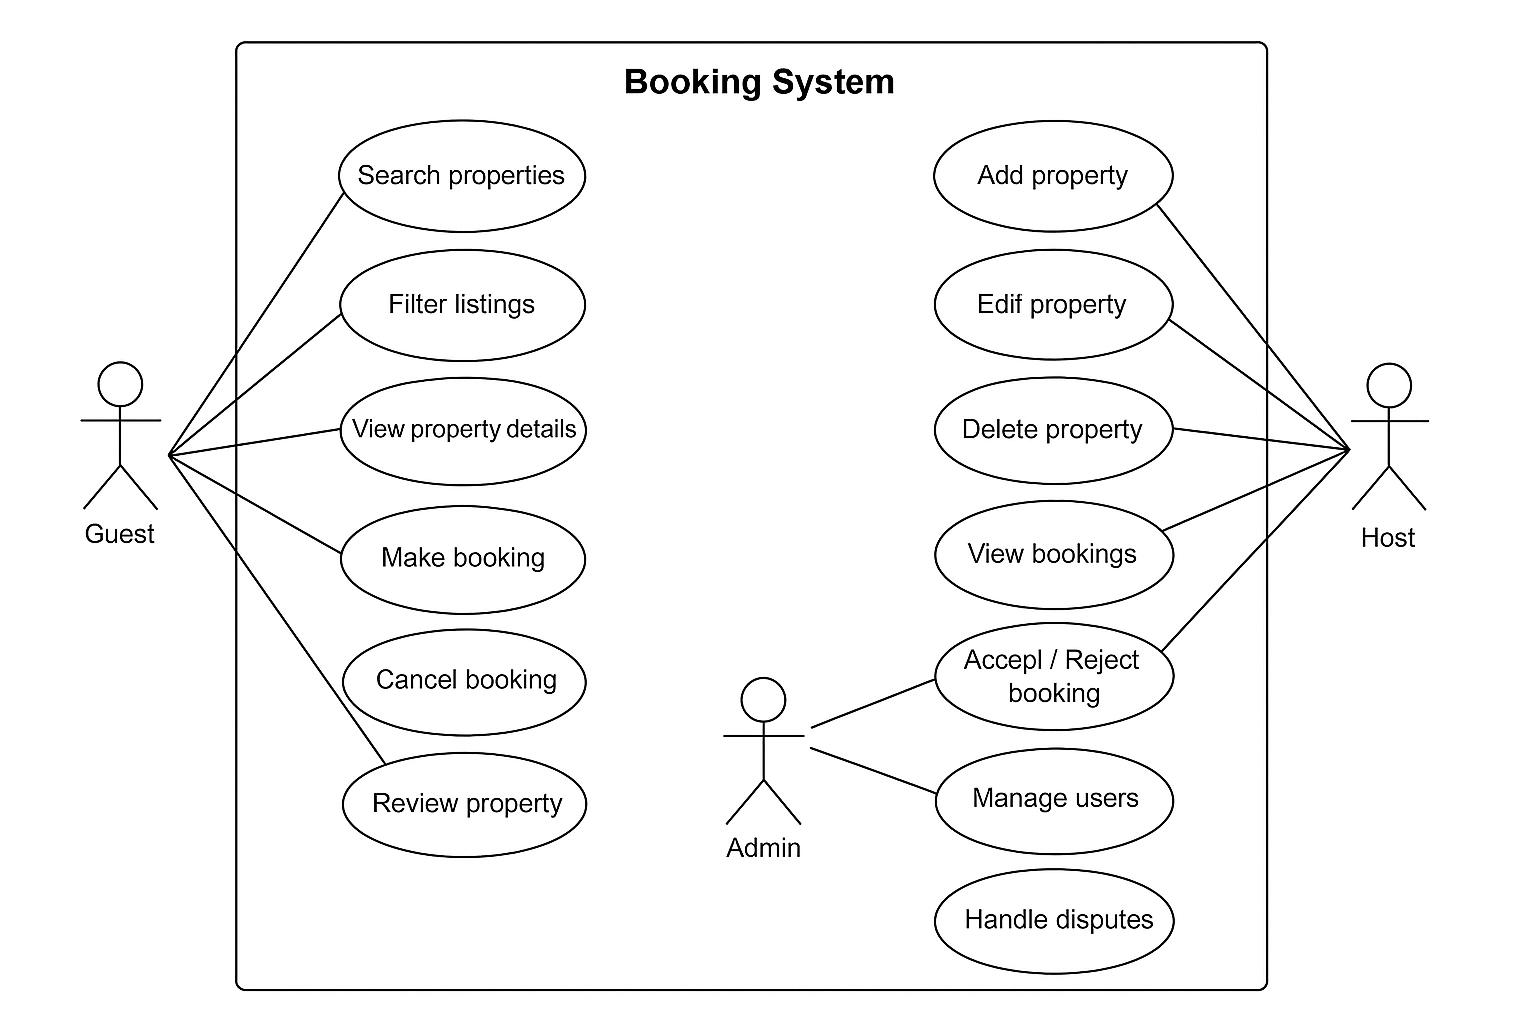 Booking System
Search properties
Filter listings
View property details
Make booking
Cancel booking
Review property
Guest
Add property
Edif property
Delete property
View bookings
Accepl / Reject
booking
Manage users
Handle disputes
Host
Admin